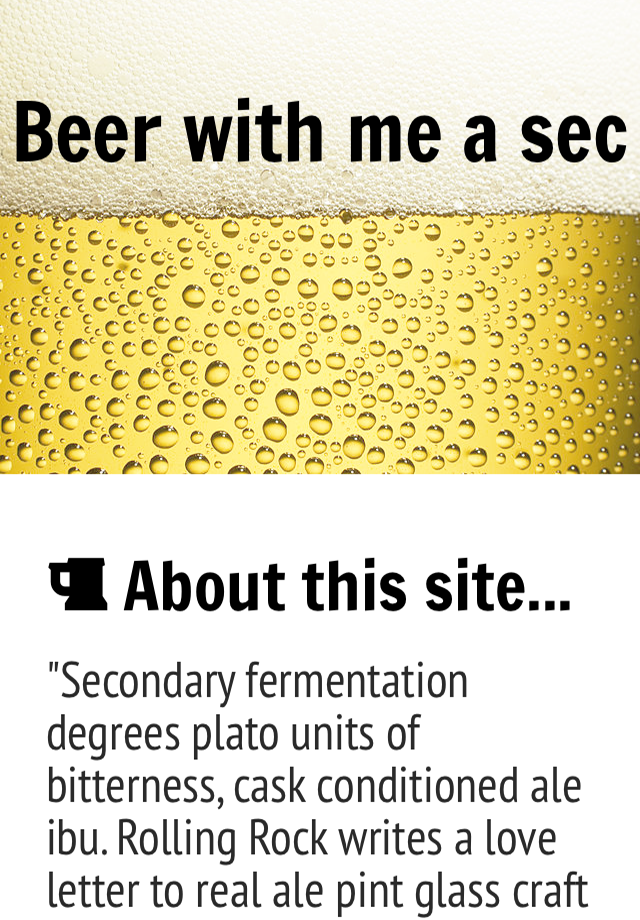 Beer with me a sec
About this site...
"Secondary fermentation
degrees plato units of
bitterness, cask conditioned ale
ibu. Rolling Rock writes a love
letter to real ale pint glass craft